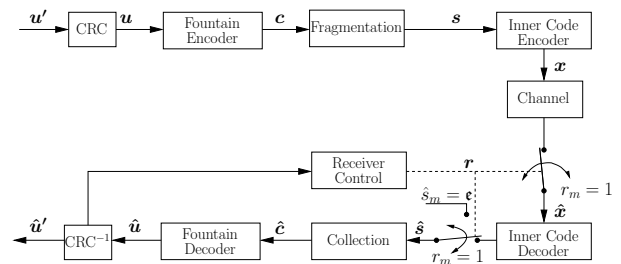 u′ CRC u Fountain Encoder c Fragmentation s Inner Code Encoder
x
Channel
Receiver Control r r_m = 1
ŝ_m = 𝔢 x̂
û′ CRC⁻¹ û Fountain Decoder ĉ Collection ŝ Inner Code Decoder
r_m = 1